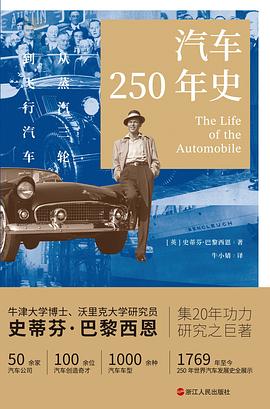 汽车
250 年史
The Life
of the
Automobile
从蒸汽三轮
到飞行汽车
［英］史蒂芬·巴黎西恩 著
牛小婧 译
BENGLEUCH
牛津大学博士、沃里克大学研究员
史蒂芬·巴黎西恩
集20年功力
研究之巨著
50 余家
汽车公司
100 余位
汽车创造奇才
1000 余种
汽车车型
1769 年至今
250 年世界汽车发展史全展示
浙江人民出版社